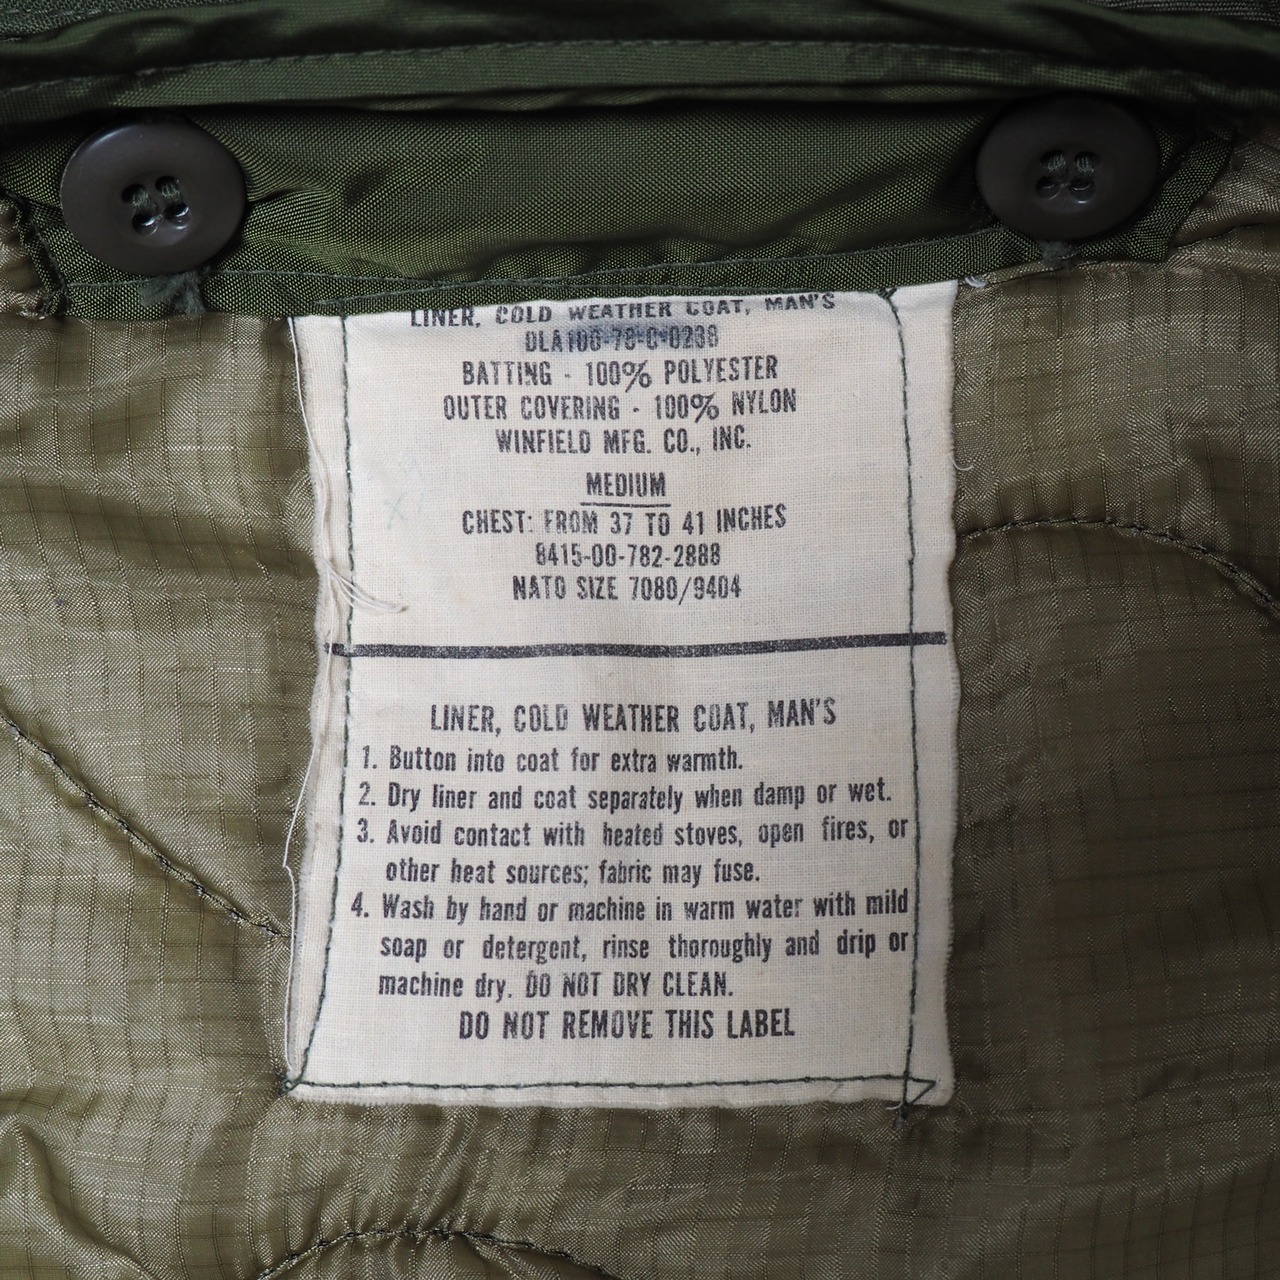 LINER, COLD WEATHER COAT, MAN'S
DLA100-78-C-0238
BATTING - 100% POLYESTER
OUTER COVERING - 100% NYLON
WINFIELD MFG. CO., INC.
MEDIUM
CHEST: FROM 37 TO 41 INCHES
8415-00-782-2888
NATO SIZE 7080/9404
LINER, COLD WEATHER COAT, MAN'S
1. Button into coat for extra warmth.
2. Dry liner and coat separately when damp or wet.
3. Avoid contact with heated stoves, open fires, or
other heat sources; fabric may fuse.
4. Wash by hand or machine in warm water with mild
soap or detergent, rinse thoroughly and drip or
machine dry. DO NOT DRY CLEAN.
DO NOT REMOVE THIS LABEL